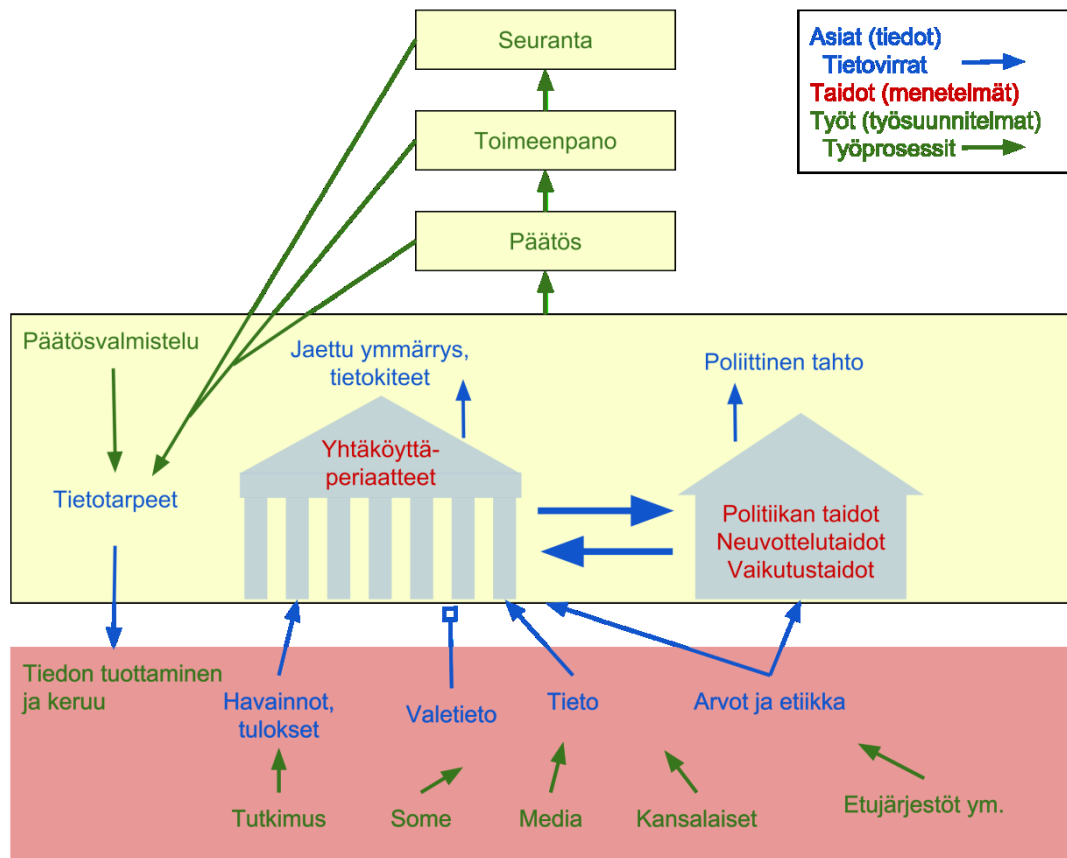 Seuranta
Toimeenpano
Päätös
Asiat (tiedot)
Tietovirrat
Taidot (menetelmät)
Työt (työsuunnitelmat)
Työprosessit
Päätösvalmistelu
Jaettu ymmärrys,
tietokiteet
Poliittinen tahto
Yhtäköyttä-
periaatteet
Tietotarpeet
Politiikan taidot
Neuvottelutaidot
Vaikutustaidot
Tiedon tuottaminen
ja keruu
Havainnot,
tulokset
Valetieto
Tieto
Arvot ja etiikka
Tutkimus
Some
Media
Kansalaiset
Etujärjestöt ym.